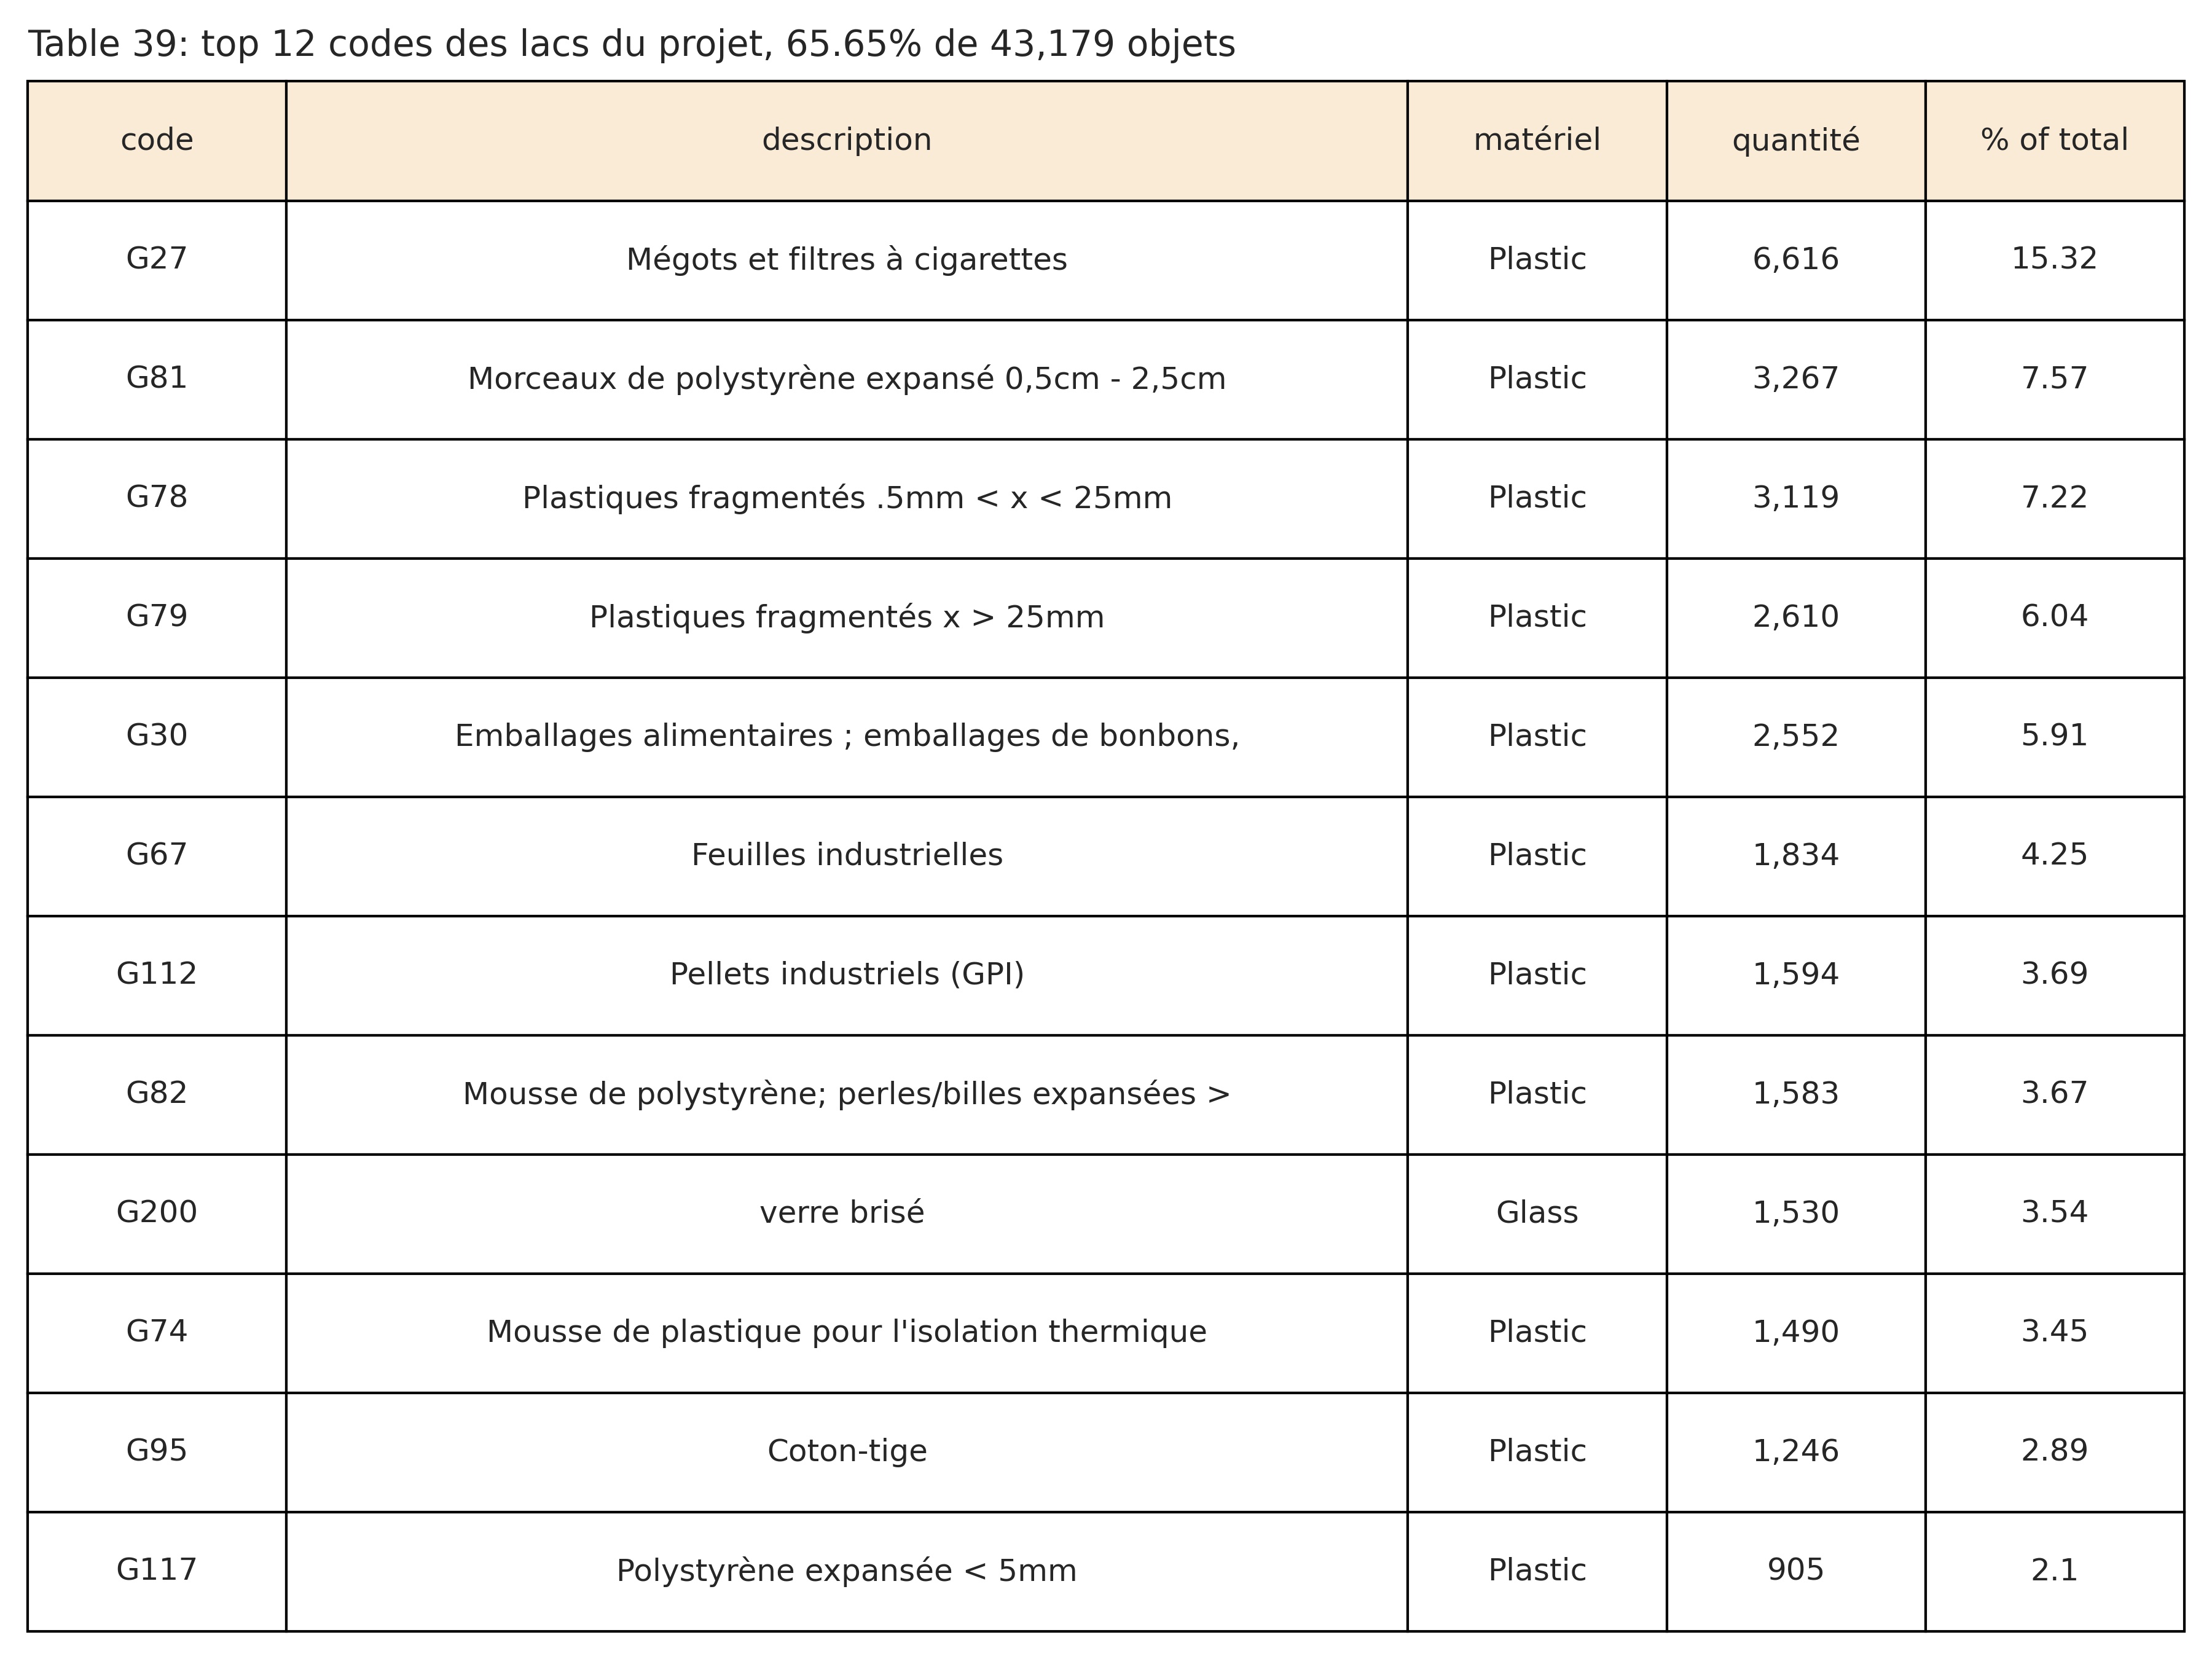 Table 39: top 12 codes des lacs du projet, 65.65% de 43,179 objets
code description matériel quantité % of total
G27 Mégots et filtres à cigarettes Plastic 6,616 15.32
G81 Morceaux de polystyrène expansé 0,5cm - 2,5cm Plastic 3,267 7.57
G78 Plastiques fragmentés .5mm < x < 25mm Plastic 3,119 7.22
G79 Plastiques fragmentés x > 25mm Plastic 2,610 6.04
G30 Emballages alimentaires ; emballages de bonbons, Plastic 2,552 5.91
G67 Feuilles industrielles Plastic 1,834 4.25
G112 Pellets industriels (GPI) Plastic 1,594 3.69
G82 Mousse de polystyrène; perles/billes expansées > Plastic 1,583 3.67
G200 verre brisé Glass 1,530 3.54
G74 Mousse de plastique pour l'isolation thermique Plastic 1,490 3.45
G95 Coton-tige Plastic 1,246 2.89
G117 Polystyrène expansée < 5mm Plastic 905 2.1